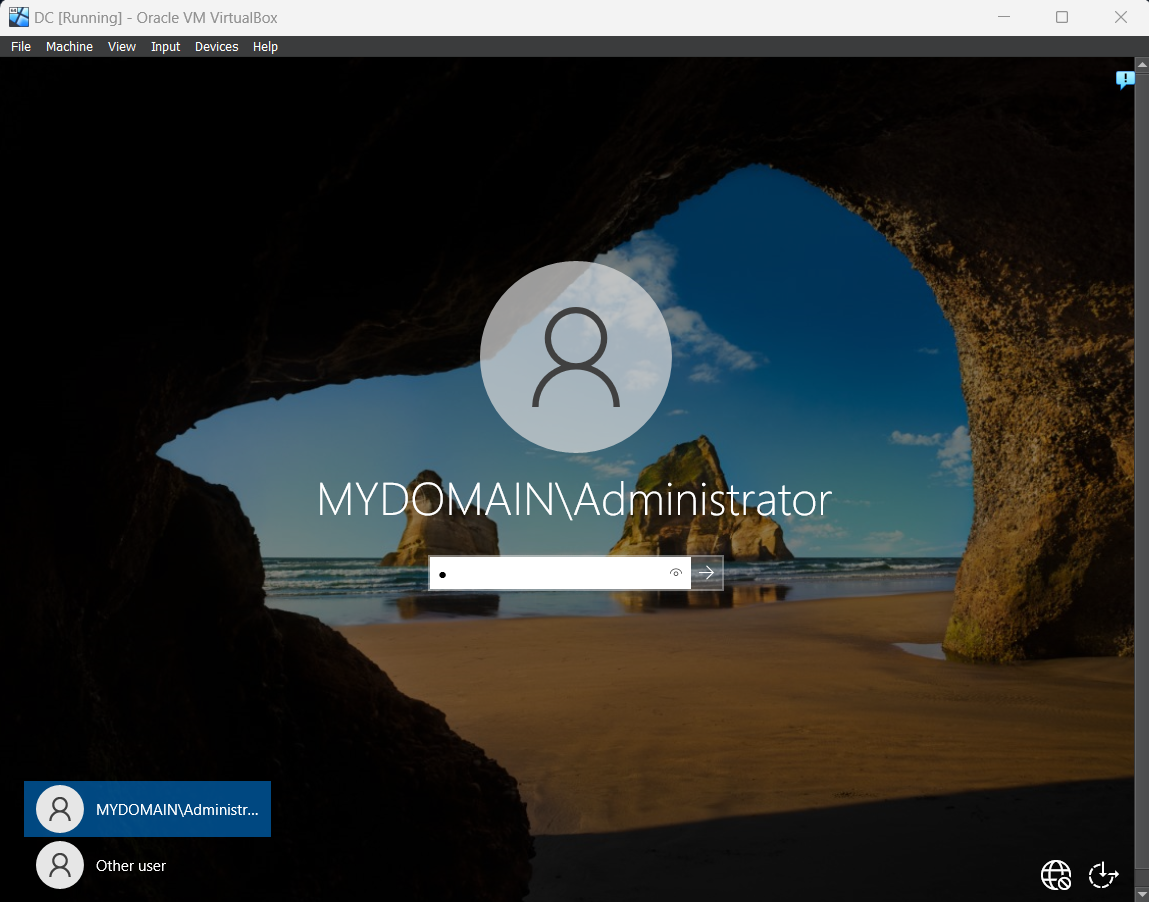 DC [Running] - Oracle VM VirtualBox
File Machine View Input Devices Help
MYDOMAIN\Administrator
MYDOMAIN\Administr...
Other user